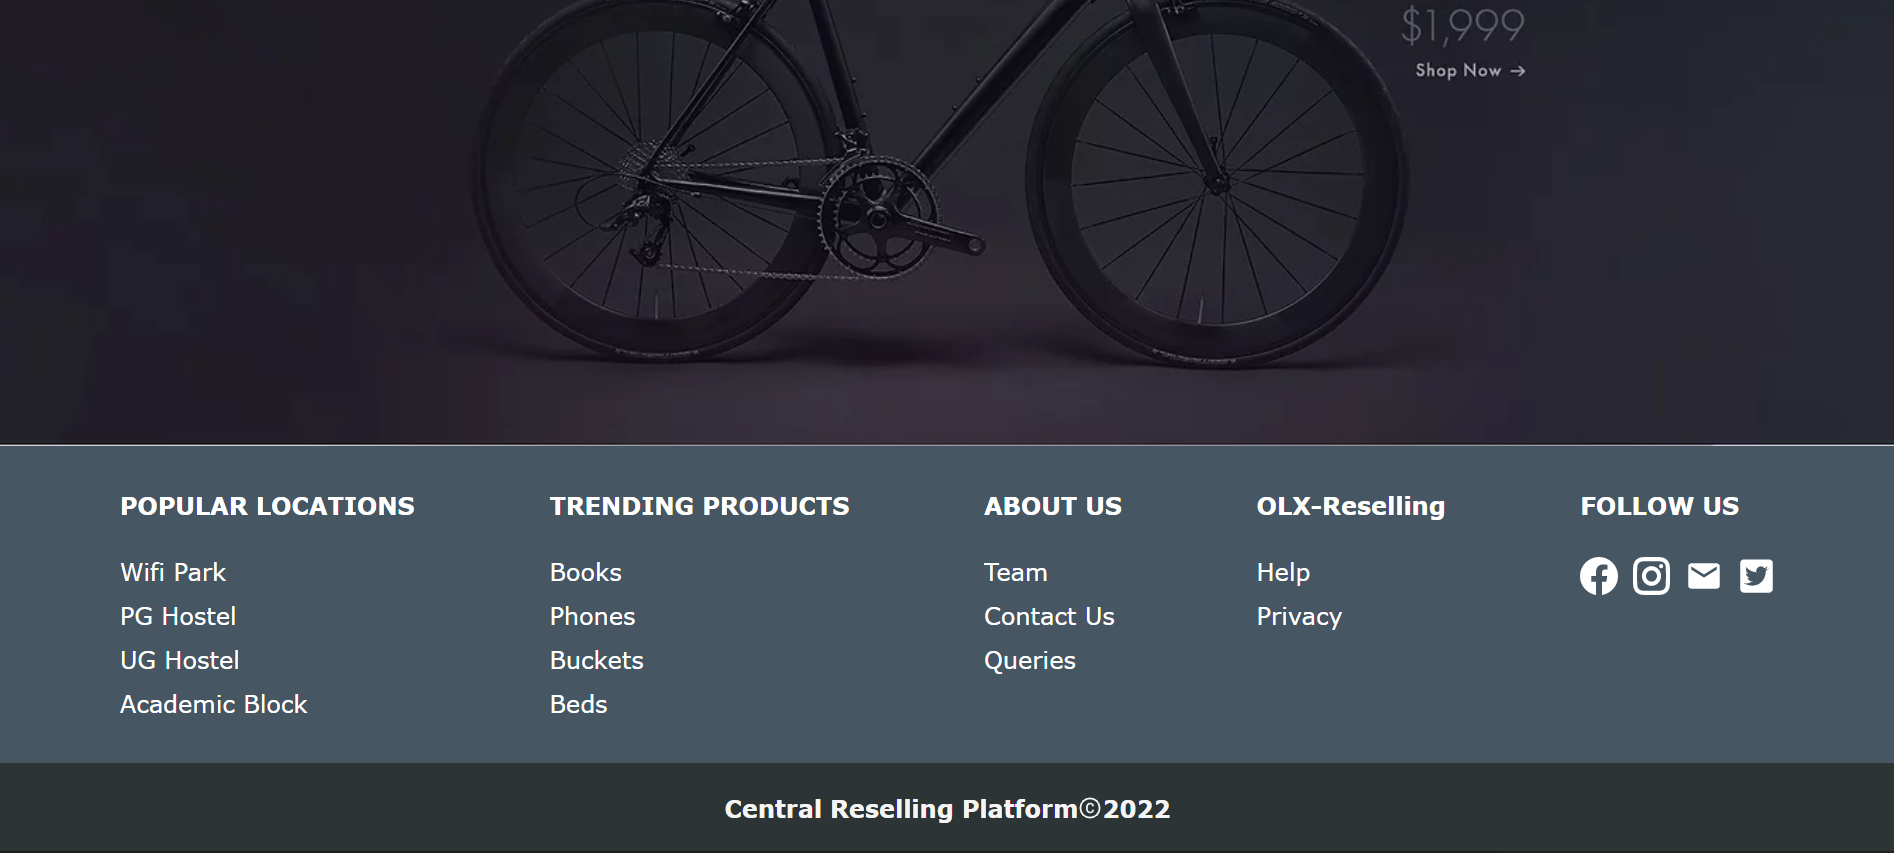 $1,999
Shop Now →
POPULAR LOCATIONS
Wifi Park
PG Hostel
UG Hostel
Academic Block
TRENDING PRODUCTS
Books
Phones
Buckets
Beds
ABOUT US
Team
Contact Us
Queries
OLX-Reselling
Help
Privacy
FOLLOW US
Central Reselling Platform©2022